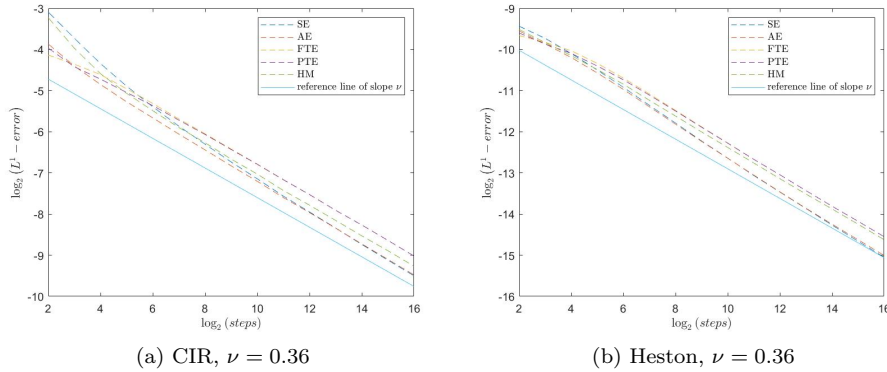 -3
-4
-5
-6
-7
-8
-9
-10
log₂ (L¹ − error)
2 4 6 8 10 12 14 16
log₂ (steps)
SE
AE
FTE
PTE
HM
reference line of slope ν
(a) CIR, ν = 0.36
-9
-10
-11
-12
-13
-14
-15
-16
log₂ (L¹ − error)
2 4 6 8 10 12 14 16
log₂ (steps)
SE
AE
FTE
PTE
HM
reference line of slope ν
(b) Heston, ν = 0.36